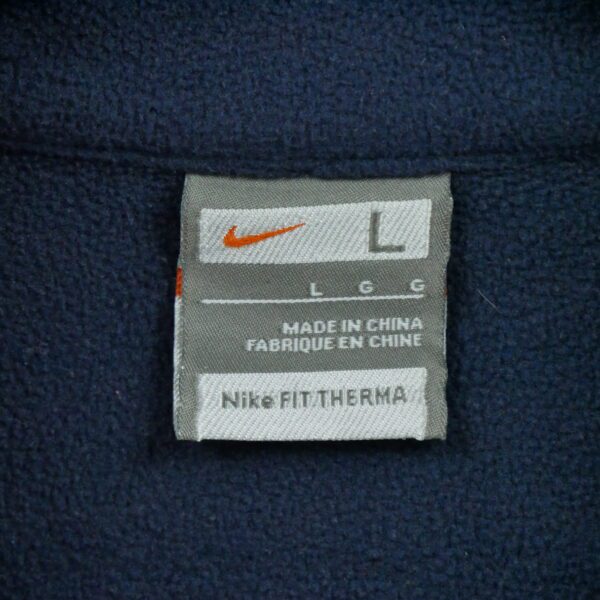 L
L G G
MADE IN CHINA
FABRIQUE EN CHINE
Nike FIT THERMA